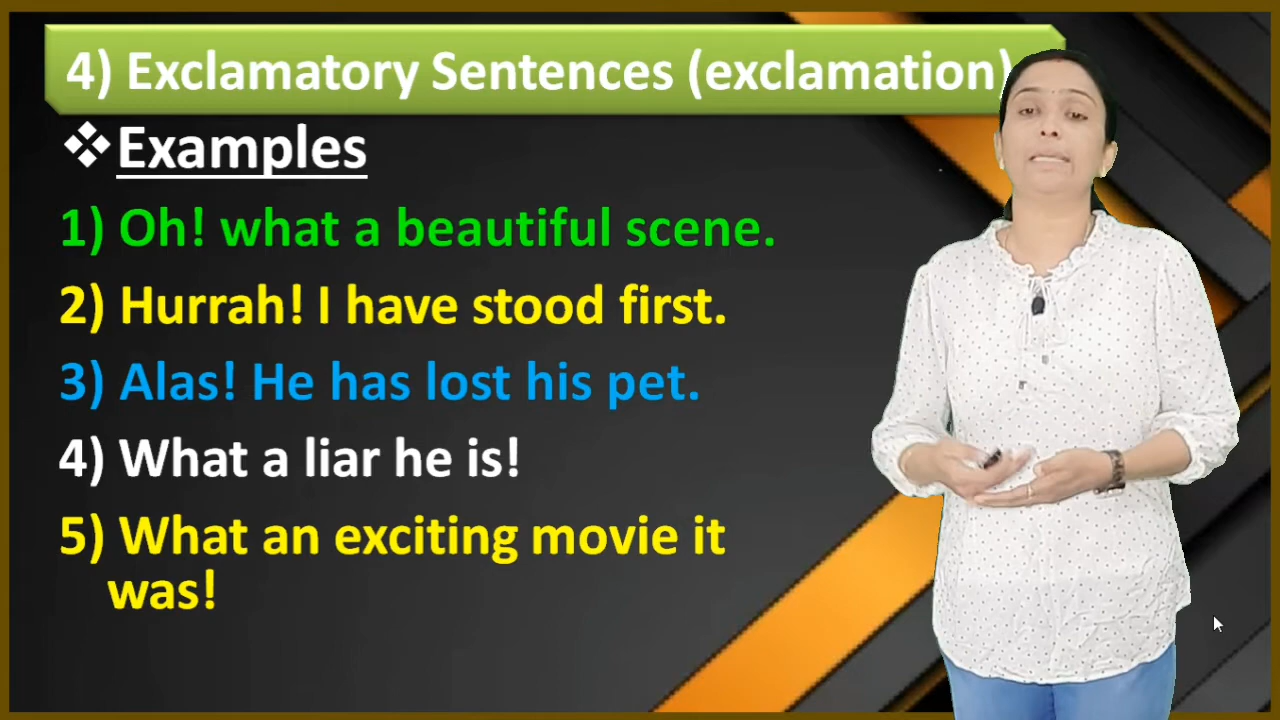 4) Exclamatory Sentences (exclamation)
❖Examples
1) Oh! what a beautiful scene.
2) Hurrah! I have stood first.
3) Alas! He has lost his pet.
4) What a liar he is!
5) What an exciting movie it
was!